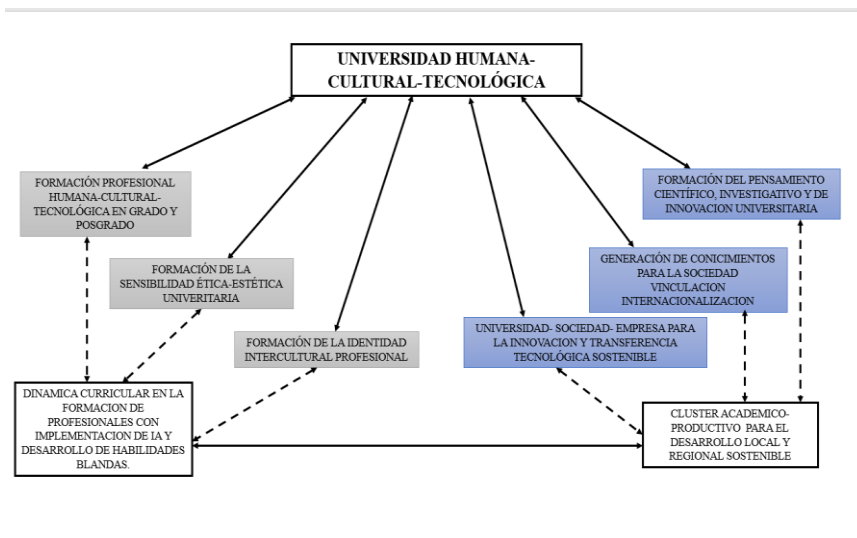 UNIVERSIDAD HUMANA-
CULTURAL-TECNOLÓGICA
FORMACIÓN PROFESIONAL
HUMANA-CULTURAL-
TECNOLÓGICA EN GRADO Y
POSGRADO
FORMACIÓN DEL PENSAMIENTO
CIENTÍFICO, INVESTIGATIVO Y DE
INNOVACION UNIVERSITARIA
FORMACIÓN DE LA
SENSIBILIDAD ÉTICA-ESTÉTICA
UNIVERITARIA
GENERACIÓN DE CONICIMIENTOS
PARA LA SOCIEDAD
VINCULACION
INTERNACIONALIZACION
FORMACIÓN DE LA IDENTIDAD
INTERCULTURAL PROFESIONAL
UNIVERSIDAD- SOCIEDAD- EMPRESA PARA
LA INNOVACION Y TRANSFERENCIA
TECNOLÓGICA SOSTENIBLE
DINAMICA CURRICULAR EN LA
FORMACION DE
PROFESIONALES CON
IMPLEMENTACION DE IA Y
DESARROLLO DE HABILIDADES
BLANDAS.
CLUSTER ACADEMICO-
PRODUCTIVO PARA EL
DESARROLLO LOCAL Y
REGIONAL SOSTENIBLE